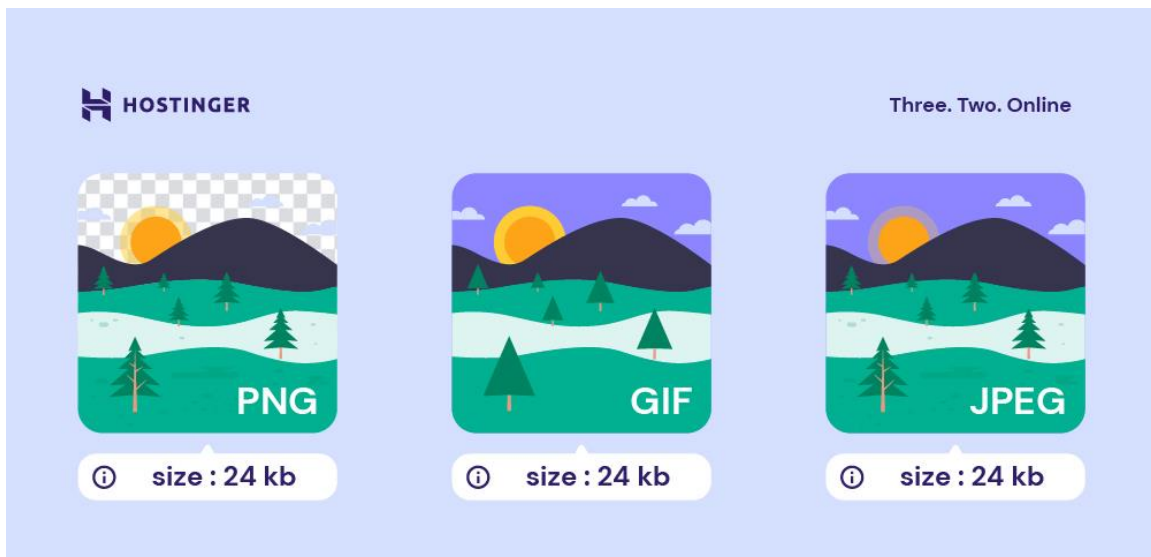 HOSTINGER
Three. Two. Online
PNG
GIF
JPEG
size : 24 kb
size : 24 kb
size : 24 kb